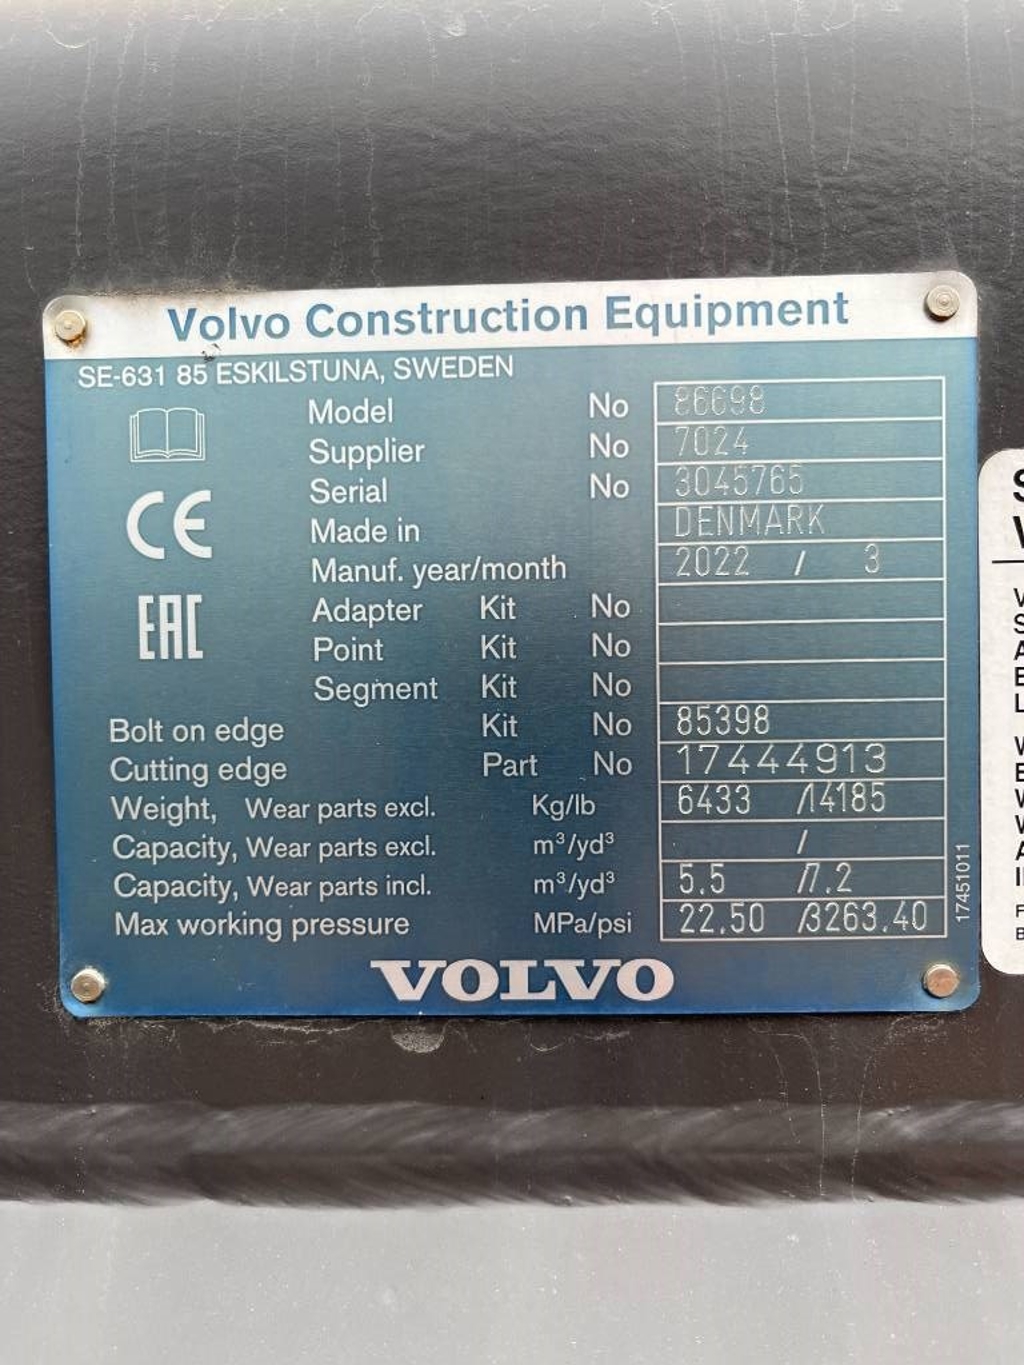 Volvo Construction Equipment
SE-631 85 ESKILSTUNA, SWEDEN
Model No 86698
Supplier No 7024
Serial No 3045765
Made in DENMARK
Manuf. year/month 2022 / 3
CE
EAC
Adapter Kit No
Point Kit No
Segment Kit No
Bolt on edge Kit No 85398
Cutting edge Part No 17444913
Weight, Wear parts excl. Kg/lb 6433 /14185
Capacity, Wear parts excl. m³/yd³ /
Capacity, Wear parts incl. m³/yd³ 5.5 /7.2
Max working pressure MPa/psi 22.50 /3263.40
17451011
VOLVO